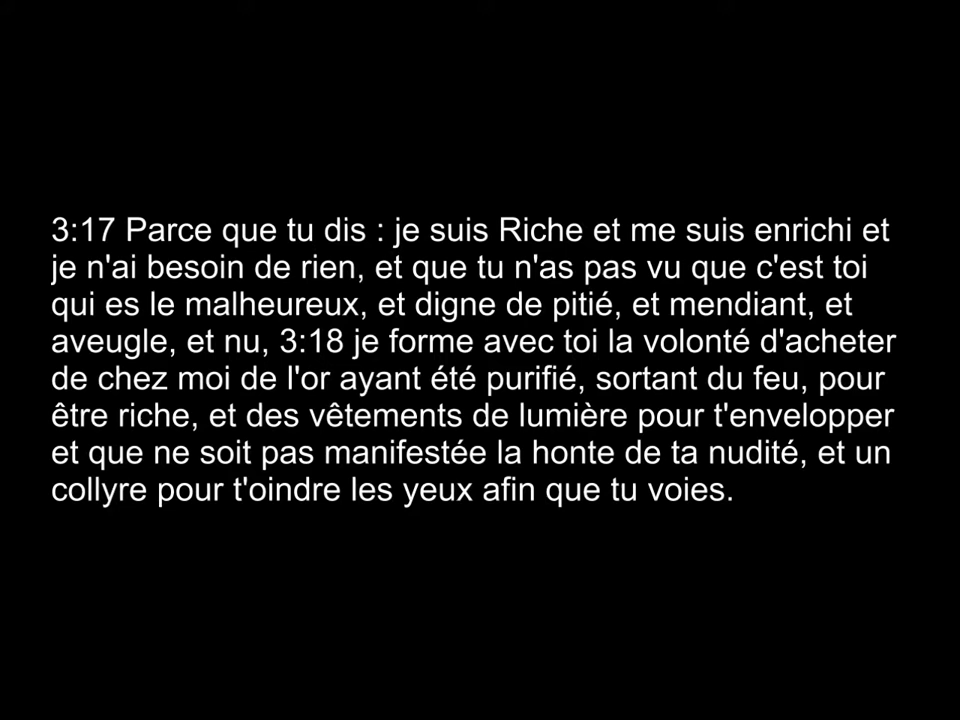 3:17 Parce que tu dis : je suis Riche et me suis enrichi et
je n'ai besoin de rien, et que tu n'as pas vu que c'est toi
qui es le malheureux, et digne de pitié, et mendiant, et
aveugle, et nu, 3:18 je forme avec toi la volonté d'acheter
de chez moi de l'or ayant été purifié, sortant du feu, pour
être riche, et des vêtements de lumière pour t'envelopper
et que ne soit pas manifestée la honte de ta nudité, et un
collyre pour t'oindre les yeux afin que tu voies.